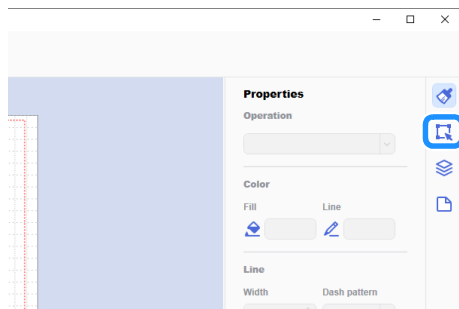 Properties
Operation
Color
Fill Line
Line
Width Dash pattern